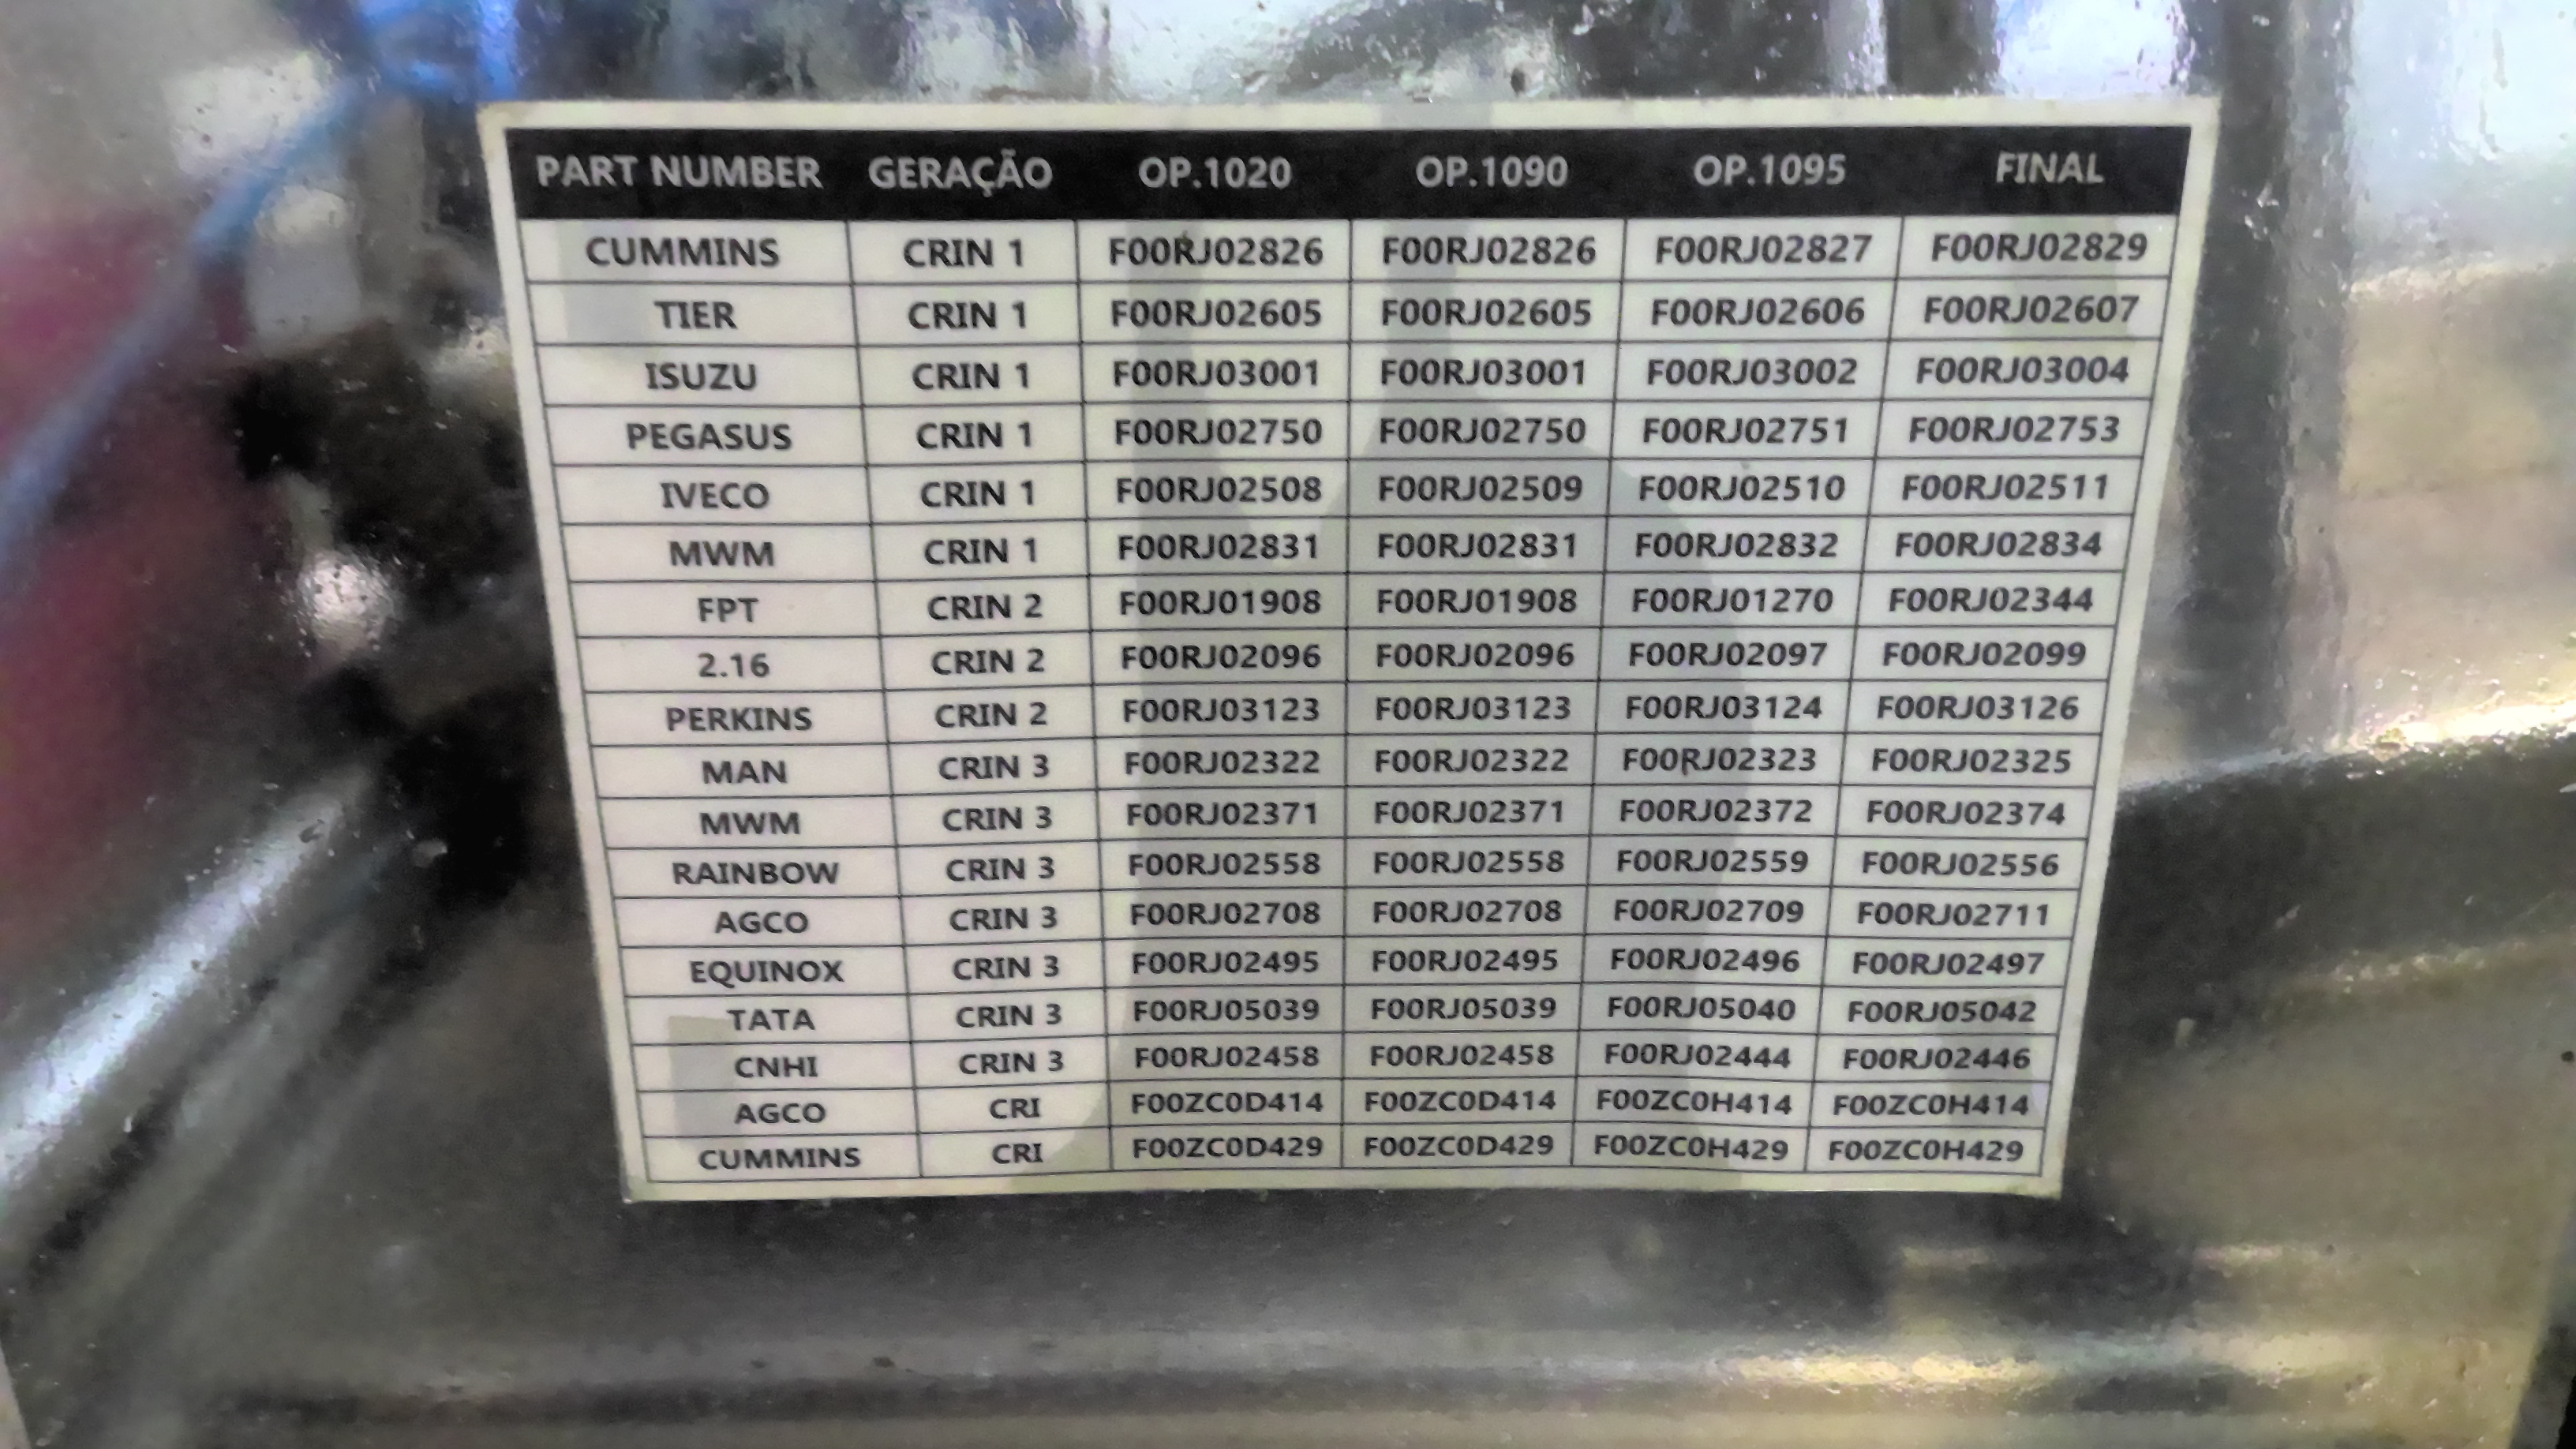 PART NUMBER GERAÇÃO OP.1020 OP.1090 OP.1095 FINAL
CUMMINS CRIN 1 F00RJ02826 F00RJ02826 F00RJ02827 F00RJ02829
TIER CRIN 1 F00RJ02605 F00RJ02605 F00RJ02606 F00RJ02607
ISUZU CRIN 1 F00RJ03001 F00RJ03001 F00RJ03002 F00RJ03004
PEGASUS CRIN 1 F00RJ02750 F00RJ02750 F00RJ02751 F00RJ02753
IVECO CRIN 1 F00RJ02508 F00RJ02509 F00RJ02510 F00RJ02511
MWM CRIN 1 F00RJ02831 F00RJ02831 F00RJ02832 F00RJ02834
FPT CRIN 2 F00RJ01908 F00RJ01908 F00RJ01270 F00RJ02344
2.16 CRIN 2 F00RJ02096 F00RJ02096 F00RJ02097 F00RJ02099
PERKINS CRIN 2 F00RJ03123 F00RJ03123 F00RJ03124 F00RJ03126
MAN CRIN 3 F00RJ02322 F00RJ02322 F00RJ02323 F00RJ02325
MWM CRIN 3 F00RJ02371 F00RJ02371 F00RJ02372 F00RJ02374
RAINBOW CRIN 3 F00RJ02558 F00RJ02558 F00RJ02559 F00RJ02556
AGCO CRIN 3 F00RJ02708 F00RJ02708 F00RJ02709 F00RJ02711
EQUINOX CRIN 3 F00RJ02495 F00RJ02495 F00RJ02496 F00RJ02497
TATA CRIN 3 F00RJ05039 F00RJ05039 F00RJ05040 F00RJ05042
CNHI CRIN 3 F00RJ02458 F00RJ02458 F00RJ02444 F00RJ02446
AGCO CRI F00ZC0D414 F00ZC0D414 F00ZC0H414 F00ZC0H414
CUMMINS CRI F00ZC0D429 F00ZC0D429 F00ZC0H429 F00ZC0H429